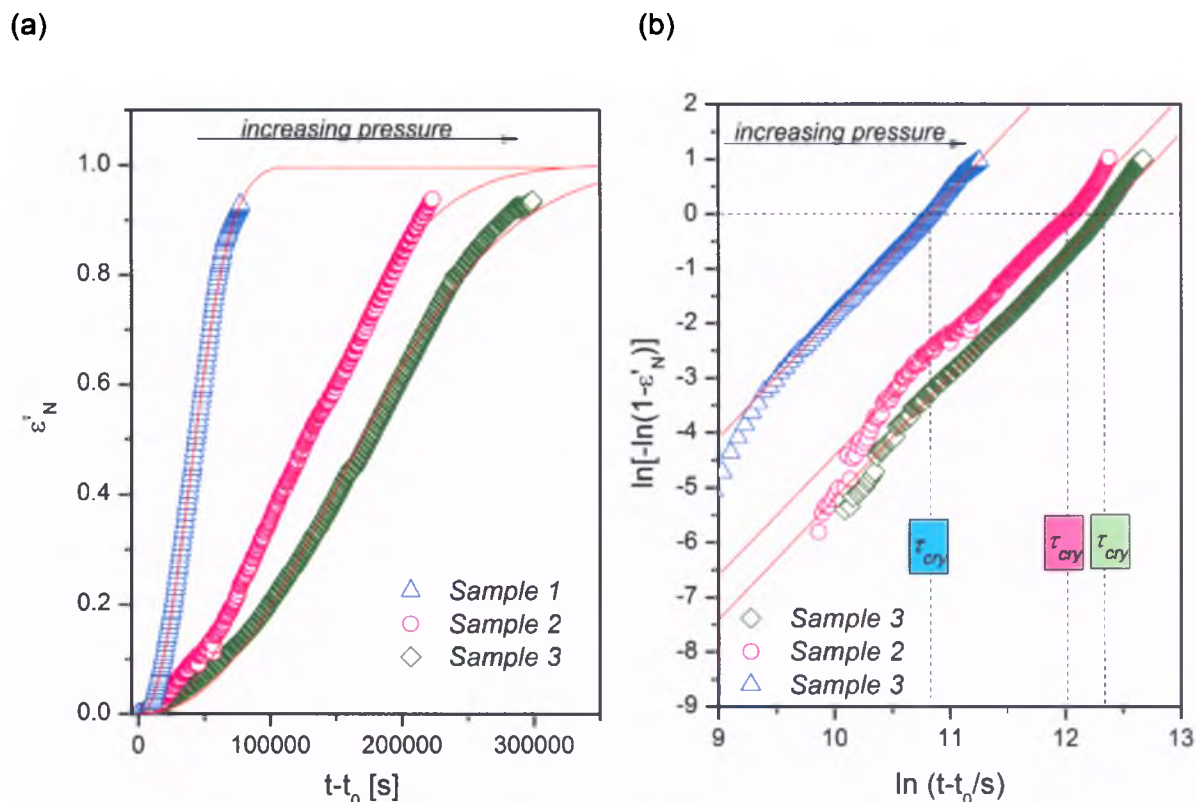 (a)
increasing pressure
1.0
0.8
0.6
0.4
0.2
0.0
ε'N
Sample 1
Sample 2
Sample 3
0
100000
200000
300000
t-t0 [s]
(b)
increasing pressure
2
1
0
-1
-2
-3
-4
-5
-6
-7
-8
-9
ln[-ln(1-ε'N)]
τcry
τcry
τcry
Sample 3
Sample 2
Sample 3
9
10
11
12
13
ln (t-t0/s)